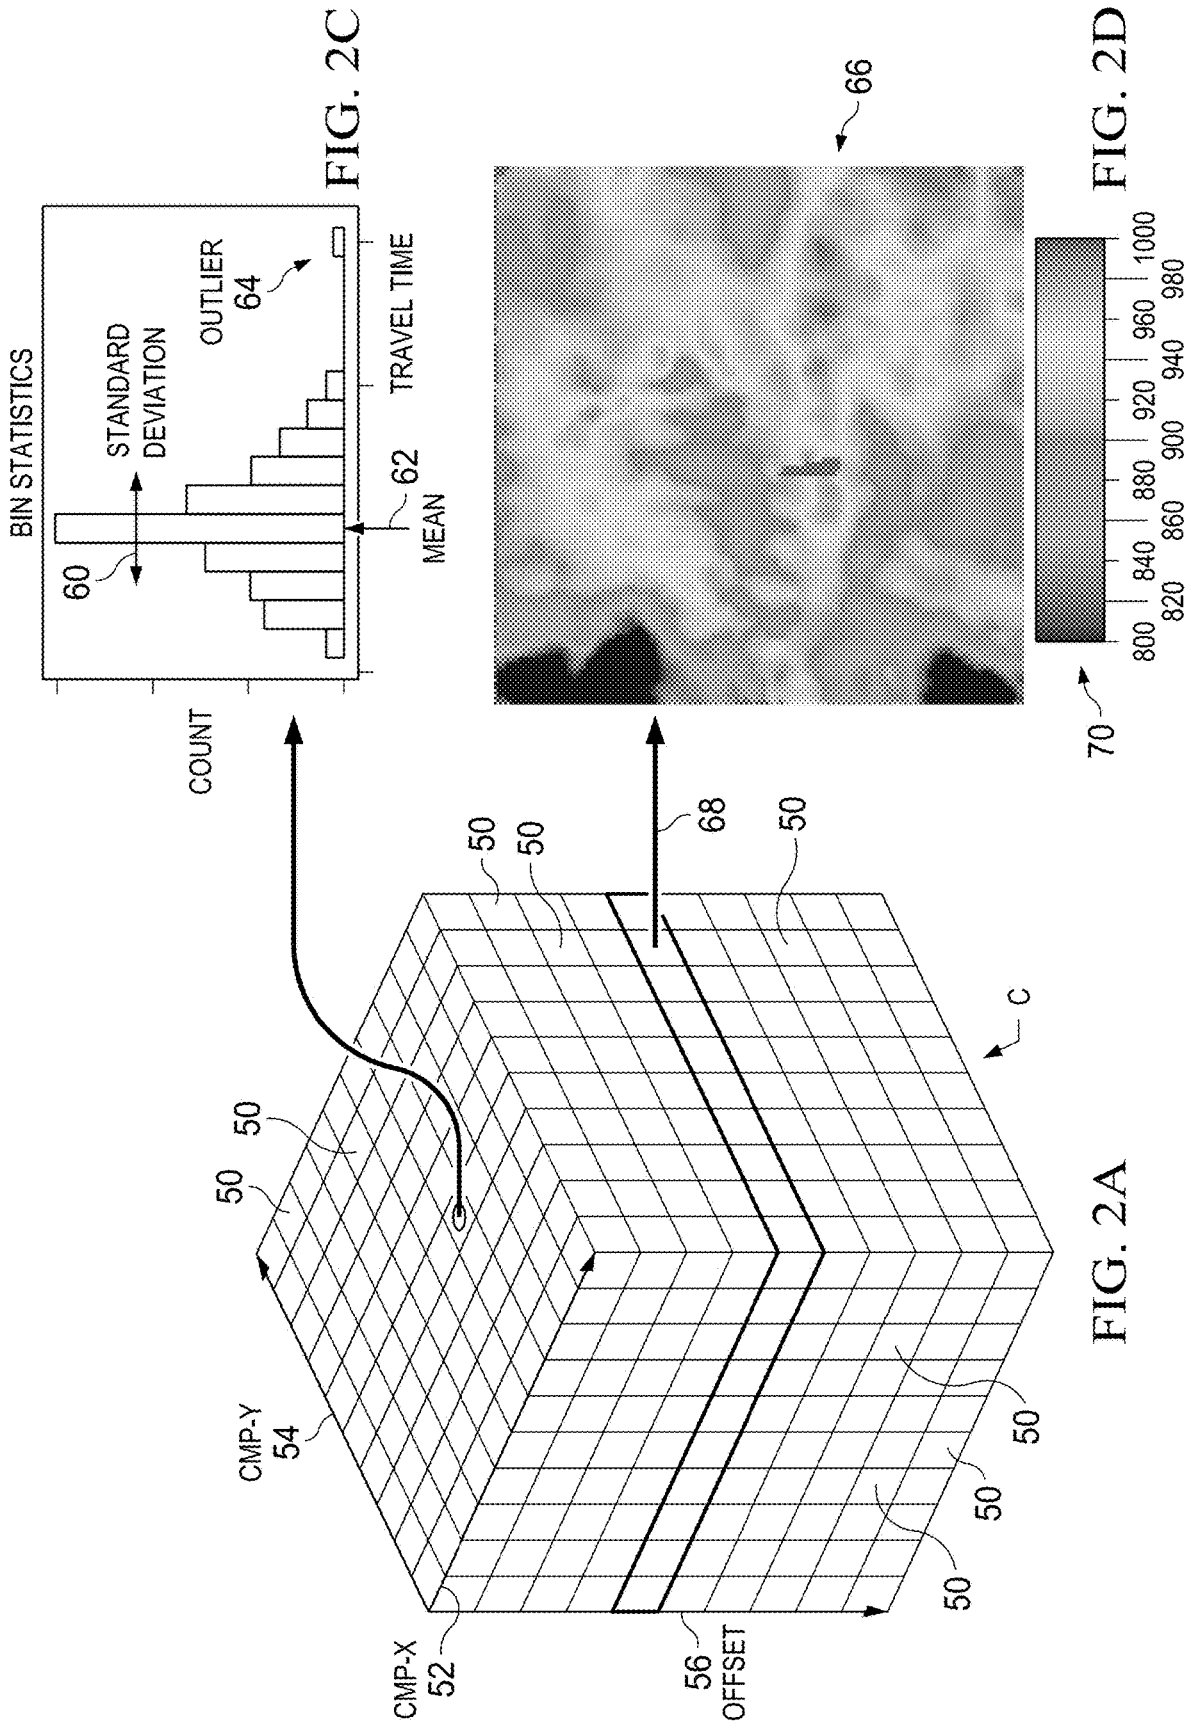 CMP-Y
54
CMP-X
52
56
OFFSET
50
50
50
50
50
50
50
50
68
C
FIG. 2A
BIN STATISTICS
COUNT
60
STANDARD
DEVIATION
OUTLIER
64
MEAN
62
TRAVEL TIME
FIG. 2C
66
70
800 820 840 860 880 900 920 940 960 980 1000
FIG. 2D